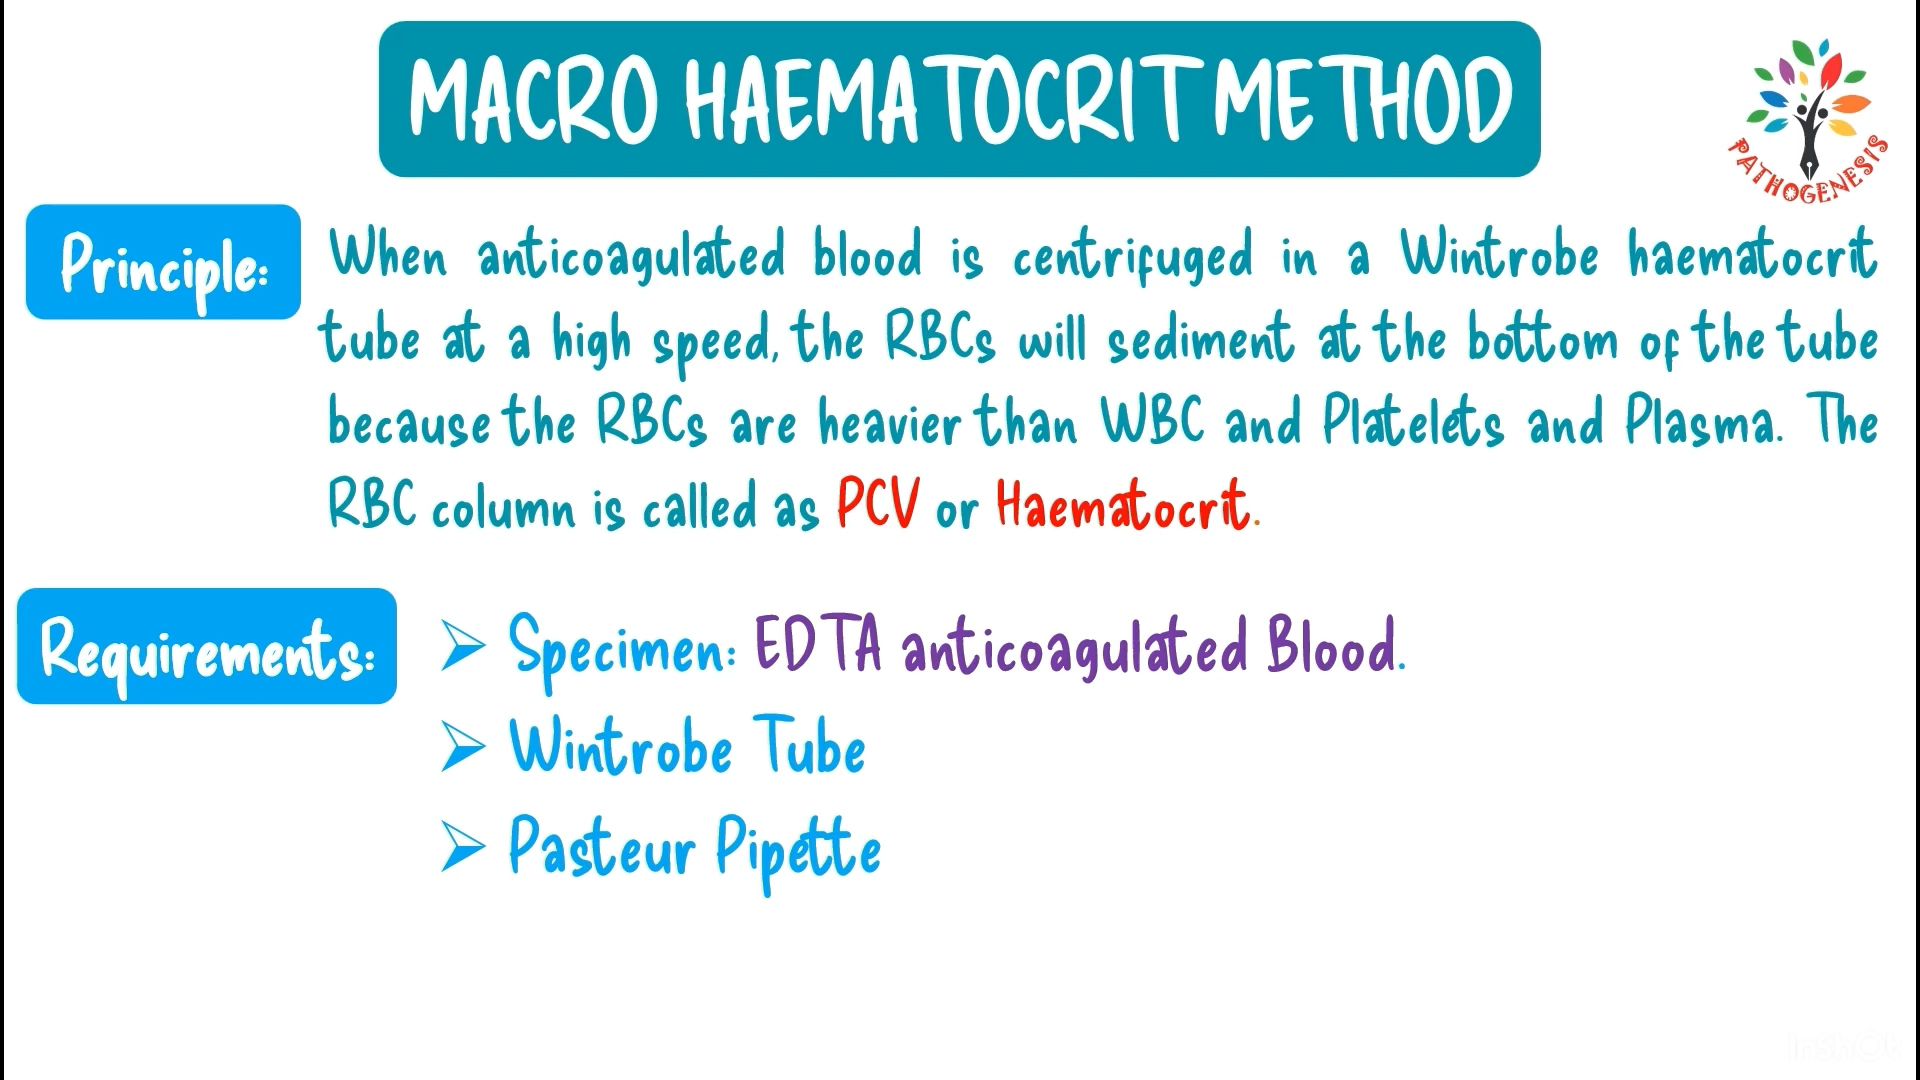 MACRO HAEMATOCRIT METHOD
PATHOGENESIS
Principle:
When anticoagulated blood is centrifuged in a Wintrobe haematocrit
tube at a high speed, the RBCs will sediment at the bottom of the tube
because the RBCs are heavier than WBC and Platelets and Plasma. The
RBC column is called as PCV or Haematocrit.
Requirements:
➢ Specimen: EDTA anticoagulated Blood.
➢ Wintrobe Tube
➢ Pasteur Pipette
InShOt